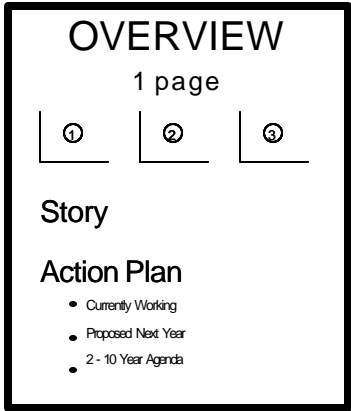 OVERVIEW
1 page
① ② ③
Story
Action Plan
• Currently Working
• Proposed Next Year
• 2 - 10 Year Agenda